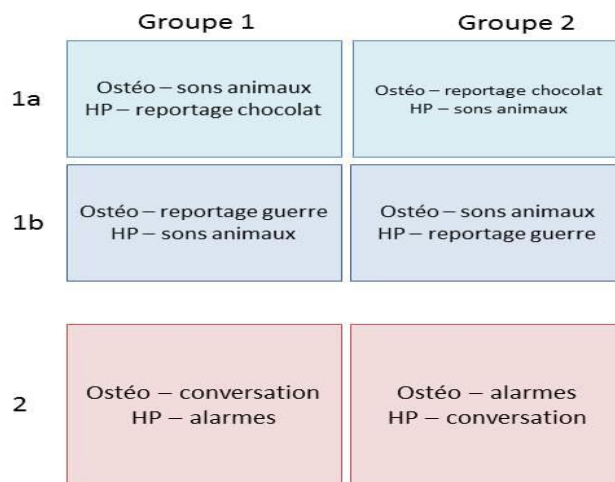 Groupe 1
Groupe 2
1a
Ostéo – sons animaux
HP – reportage chocolat
Ostéo – reportage chocolat
HP – sons animaux
1b
Ostéo – reportage guerre
HP – sons animaux
Ostéo – sons animaux
HP – reportage guerre
2
Ostéo – conversation
HP – alarmes
Ostéo – alarmes
HP – conversation